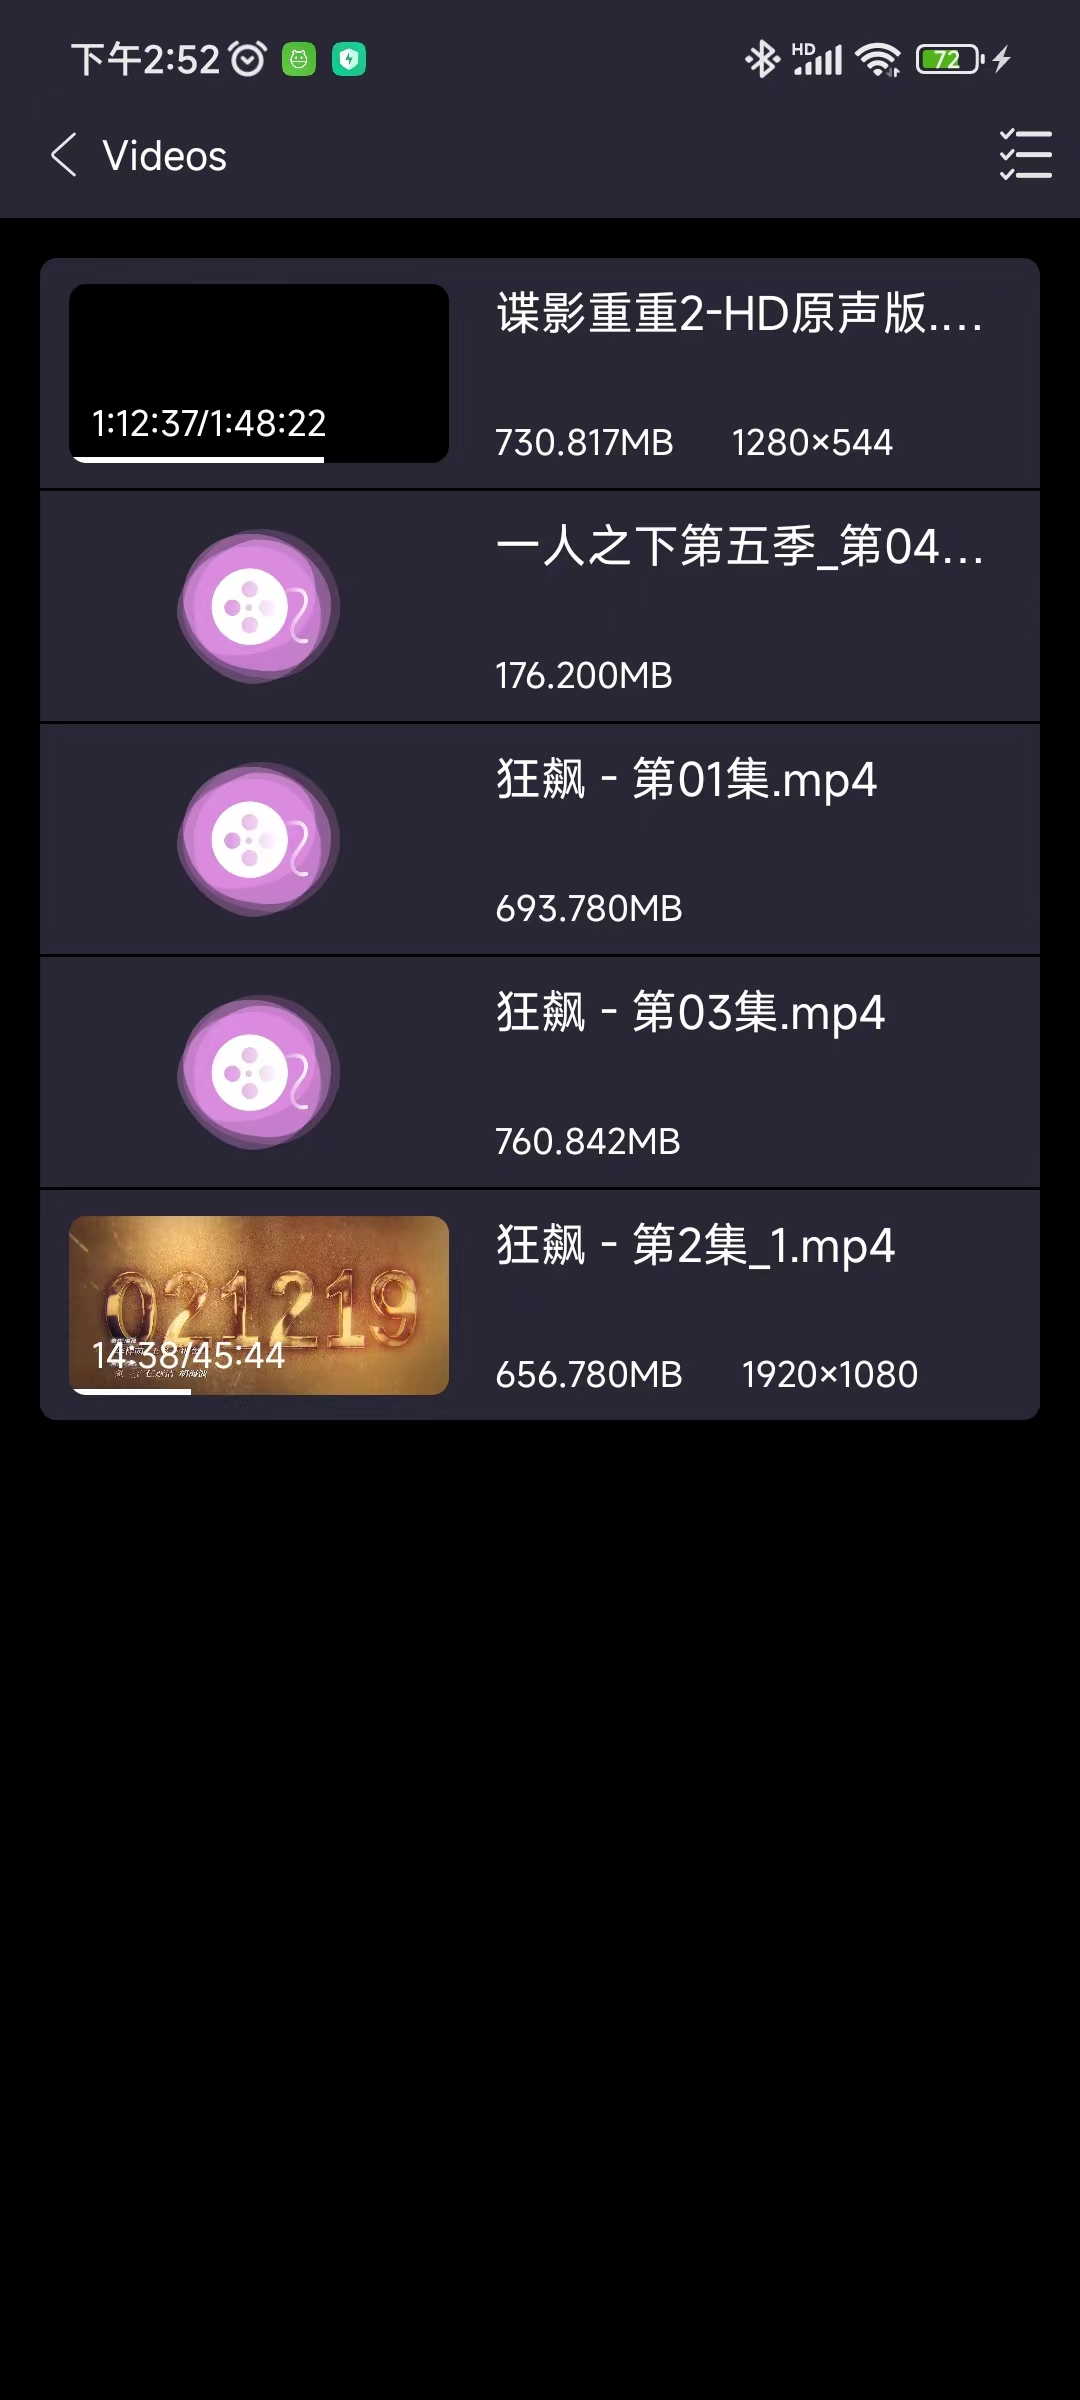 下午2:52
HD
72
Videos
谍影重重2-HD原声版....
1:12:37/1:48:22
730.817MB 1280×544
一人之下第五季_第04...
176.200MB
狂飙 - 第01集.mp4
693.780MB
狂飙 - 第03集.mp4
760.842MB
狂飙 - 第2集_1.mp4
021219
14:38/45:44
656.780MB 1920×1080